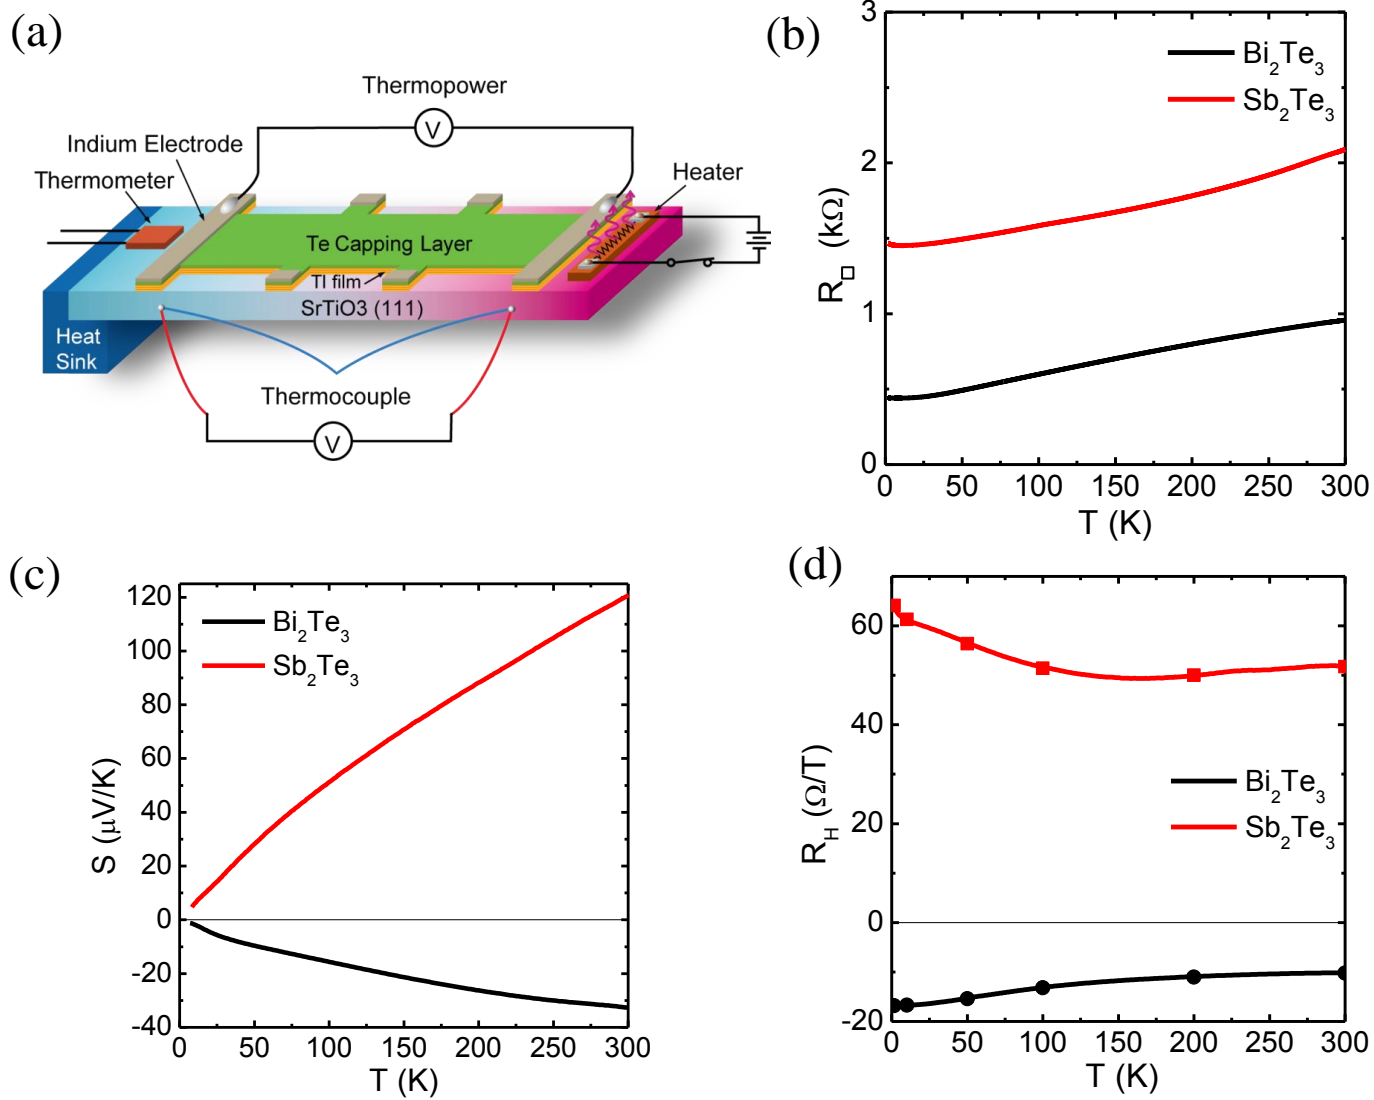 (a)
Thermopower
V
Indium Electrode
Thermometer
Heater
Te Capping Layer
TI film
SrTiO3 (111)
Heat
Sink
Thermocouple
V
(b)
3
2
1
0
R□ (kΩ)
Bi2Te3
Sb2Te3
0 50 100 150 200 250 300
T (K)
(c)
120
100
80
60
40
20
0
-20
-40
S (μV/K)
Bi2Te3
Sb2Te3
0 50 100 150 200 250 300
T (K)
(d)
60
40
20
0
-20
RH (Ω/T)
Bi2Te3
Sb2Te3
0 50 100 150 200 250 300
T (K)